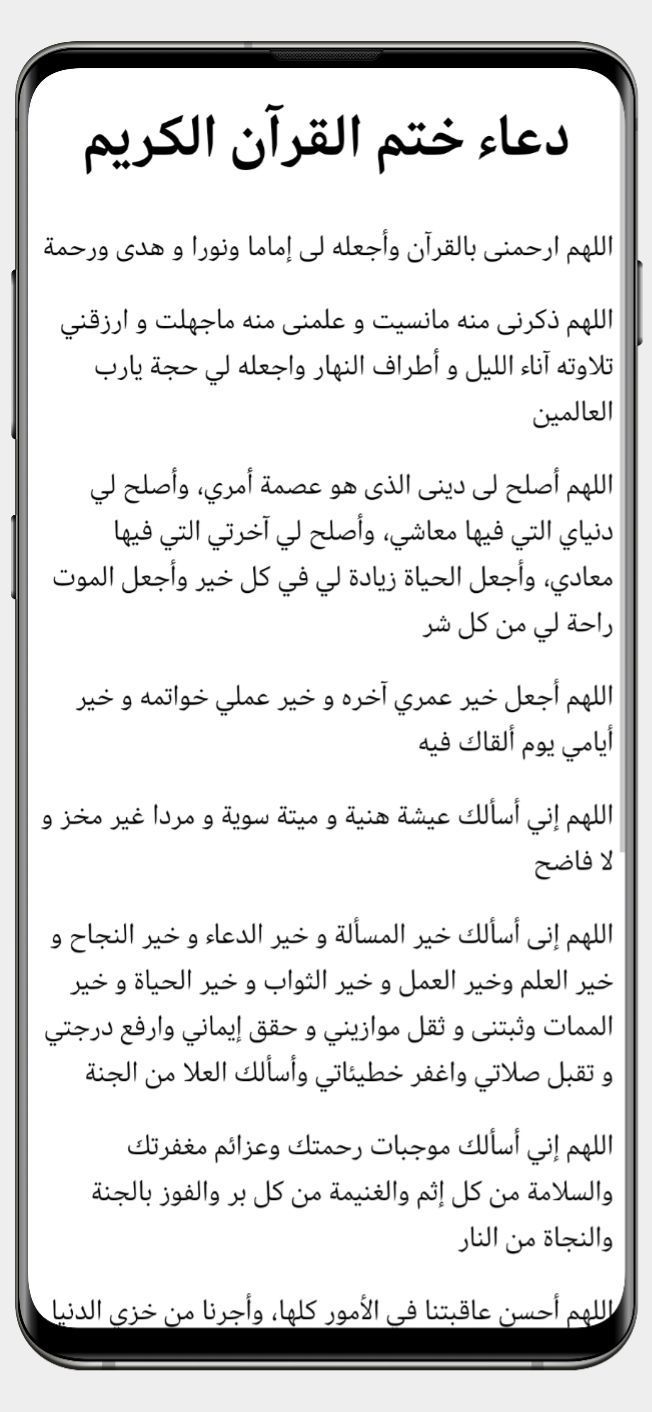 دعاء ختم القرآن الكريم
اللهم ارحمنى بالقرآن وأجعله لى إماما ونورا و هدى ورحمة
اللهم ذكرنى منه مانسيت و علمنى منه ماجهلت و ارزقني
تلاوته آناء الليل و أطراف النهار واجعله لي حجة يارب
العالمين
اللهم أصلح لى دينى الذى هو عصمة أمري، وأصلح لي
دنياي التي فيها معاشي، وأصلح لي آخرتي التي فيها
معادي، وأجعل الحياة زيادة لي في كل خير وأجعل الموت
راحة لي من كل شر
اللهم أجعل خير عمري آخره و خير عملي خواتمه و خير
أيامي يوم ألقاك فيه
اللهم إني أسألك عيشة هنية و ميتة سوية و مردا غير مخز و
لا فاضح
اللهم إنى أسألك خير المسألة و خير الدعاء و خير النجاح و
خير العلم وخير العمل و خير الثواب و خير الحياة و خير
الممات وثبتنى و ثقل موازيني و حقق إيماني وارفع درجتي
و تقبل صلاتي واغفر خطيئاتي وأسألك العلا من الجنة
اللهم إني أسألك موجبات رحمتك وعزائم مغفرتك
والسلامة من كل إثم والغنيمة من كل بر والفوز بالجنة
والنجاة من النار
اللهم أحسن عاقبتنا في الأمور كلها، وأجرنا من خزي الدنيا